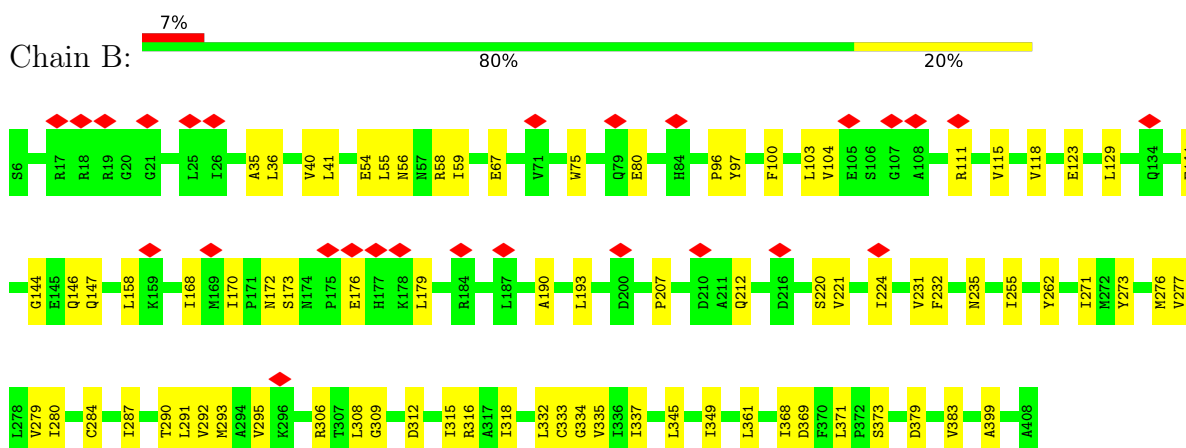 7%
Chain B:
80% 20%
S6 R17 R18 R19 G20 G21 L25 I26 A35 L36 V40 L41 E54 L55 N56 N57 R58 I59 E67 V71 W75 Q79 E80 H84 P96 Y97 F100 L103 V104 E105 S106 G107 A108 R111 V115 V118 E123 L129 Q134
G144 E145 Q146 Q147 L158 K159 I168 M169 I170 P171 N172 S173 N174 P175 E176 H177 K178 L179 R184 L187 A190 L193 D200 P207 D210 A211 Q212 D216 S220 V221 I224 V231 F232 N235 I255 Y262 I271 M272 Y273 M276 V277
L278 V279 I280 C284 I287 T290 L291 V292 M293 A294 V295 K296 R306 T307 L308 G309 D312 I315 R316 A317 I318 L332 C333 G334 V335 I336 I337 L345 I349 L361 I368 D369 F370 L371 P372 S373 D379 V383 A399 A408